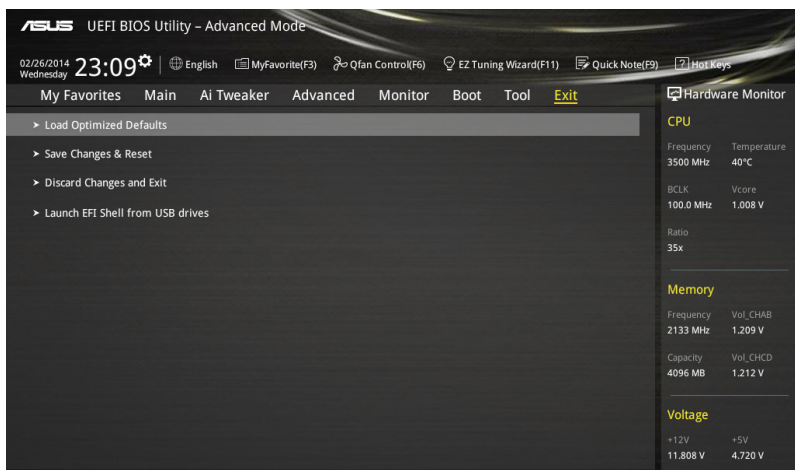 ASUS UEFI BIOS Utility – Advanced Mode
02/26/2014
Wednesday
23:09
English
MyFavorite(F3)
Qfan Control(F6)
EZ Tuning Wizard(F11)
Quick Note(F9)
? Hot Keys
My Favorites Main Ai Tweaker Advanced Monitor Boot Tool Exit
Load Optimized Defaults
Save Changes & Reset
Discard Changes and Exit
Launch EFI Shell from USB drives
Hardware Monitor
CPU
Frequency Temperature
3500 MHz 40°C
BCLK Vcore
100.0 MHz 1.008 V
Ratio
35x
Memory
Frequency Vol_CHAB
2133 MHz 1.209 V
Capacity Vol_CHCD
4096 MB 1.212 V
Voltage
+12V +5V
11.808 V 4.720 V